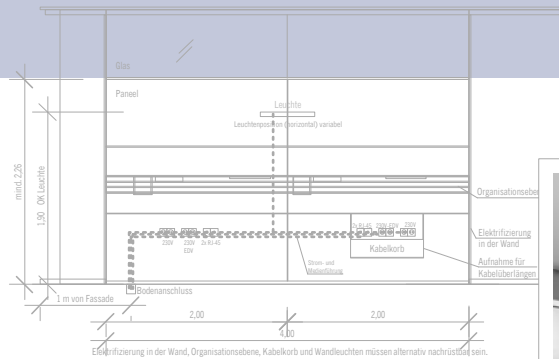 Glas
Paneel
Leuchte
Leuchtenposition (horizontal) variabel
mind. 2,26
1,90 OK Leuchte
Organisationsebe
2x RJ-45 230V EDV 230V
230V 230V 2x RJ-45
EDV
Kabelkorb
Elektrifizierung
in der Wand
Strom- und
Medienführung
Aufnahme für
Kabelüberlängen
Bodenanschluss
1 m von Fassade
2,00 2,00
4,00
Elektrifizierung in der Wand, Organisationsebene, Kabelkorb und Wandleuchten müssen alternativ nachrüstbar sein.